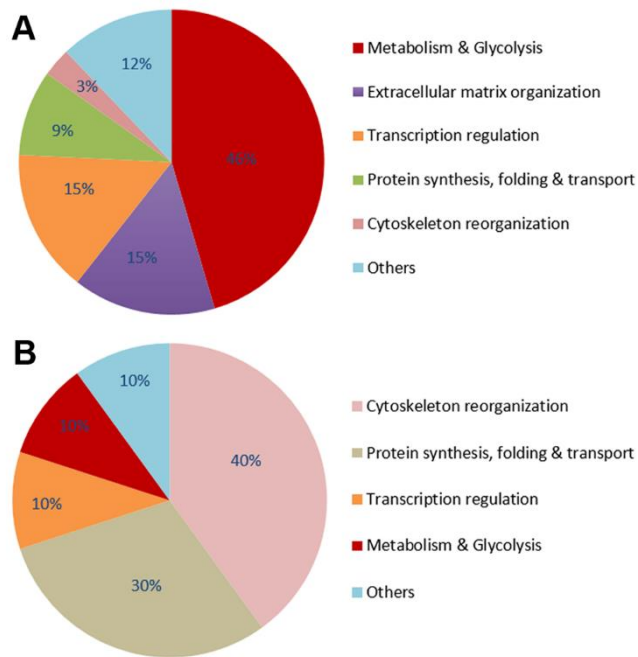 A
12%
3%
9%
15%
15%
46%
Metabolism & Glycolysis
Extracellular matrix organization
Transcription regulation
Protein synthesis, folding & transport
Cytoskeleton reorganization
Others
B
10%
10%
10%
30%
40%
Cytoskeleton reorganization
Protein synthesis, folding & transport
Transcription regulation
Metabolism & Glycolysis
Others